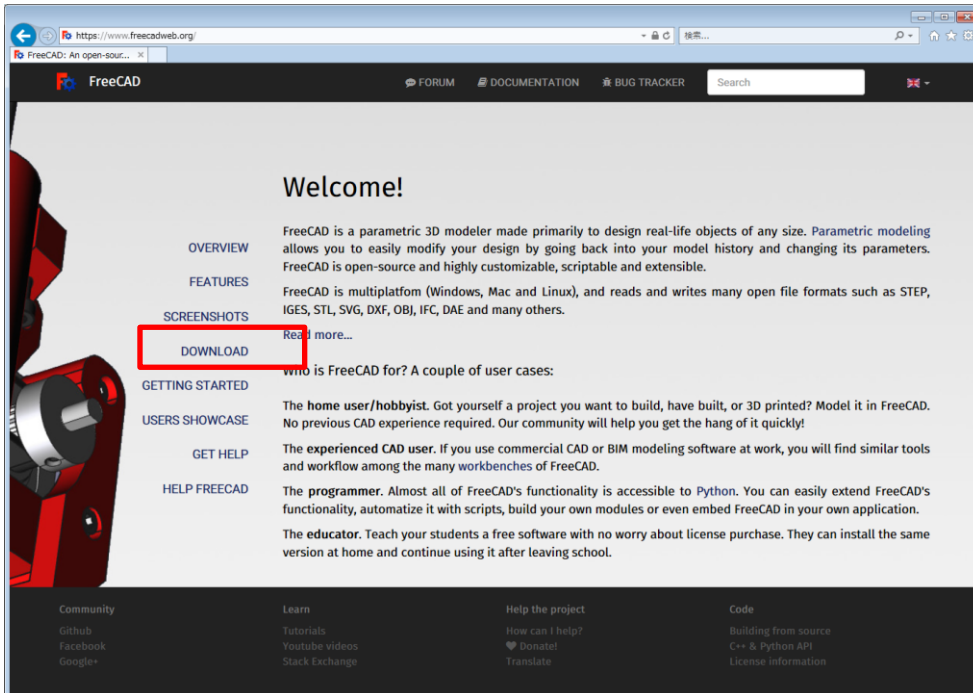 https://www.freecadweb.org/
検索...
FreeCAD: An open-sour...
FreeCAD
FORUM
DOCUMENTATION
BUG TRACKER
Search
OVERVIEW
FEATURES
SCREENSHOTS
DOWNLOAD
GETTING STARTED
USERS SHOWCASE
GET HELP
HELP FREECAD
Welcome!
FreeCAD is a parametric 3D modeler made primarily to design real-life objects of any size. Parametric modeling
allows you to easily modify your design by going back into your model history and changing its parameters.
FreeCAD is open-source and highly customizable, scriptable and extensible.
FreeCAD is multiplatfom (Windows, Mac and Linux), and reads and writes many open file formats such as STEP,
IGES, STL, SVG, DXF, OBJ, IFC, DAE and many others.
Read more...
Who is FreeCAD for? A couple of user cases:
The home user/hobbyist. Got yourself a project you want to build, have built, or 3D printed? Model it in FreeCAD.
No previous CAD experience required. Our community will help you get the hang of it quickly!
The experienced CAD user. If you use commercial CAD or BIM modeling software at work, you will find similar tools
and workflow among the many workbenches of FreeCAD.
The programmer. Almost all of FreeCAD's functionality is accessible to Python. You can easily extend FreeCAD's
functionality, automatize it with scripts, build your own modules or even embed FreeCAD in your own application.
The educator. Teach your students a free software with no worry about license purchase. They can install the same
version at home and continue using it after leaving school.
Community
Github
Facebook
Google+
Learn
Tutorials
Youtube videos
Stack Exchange
Help the project
How can I help?
Donate!
Translate
Code
Building from source
C++ & Python API
License information